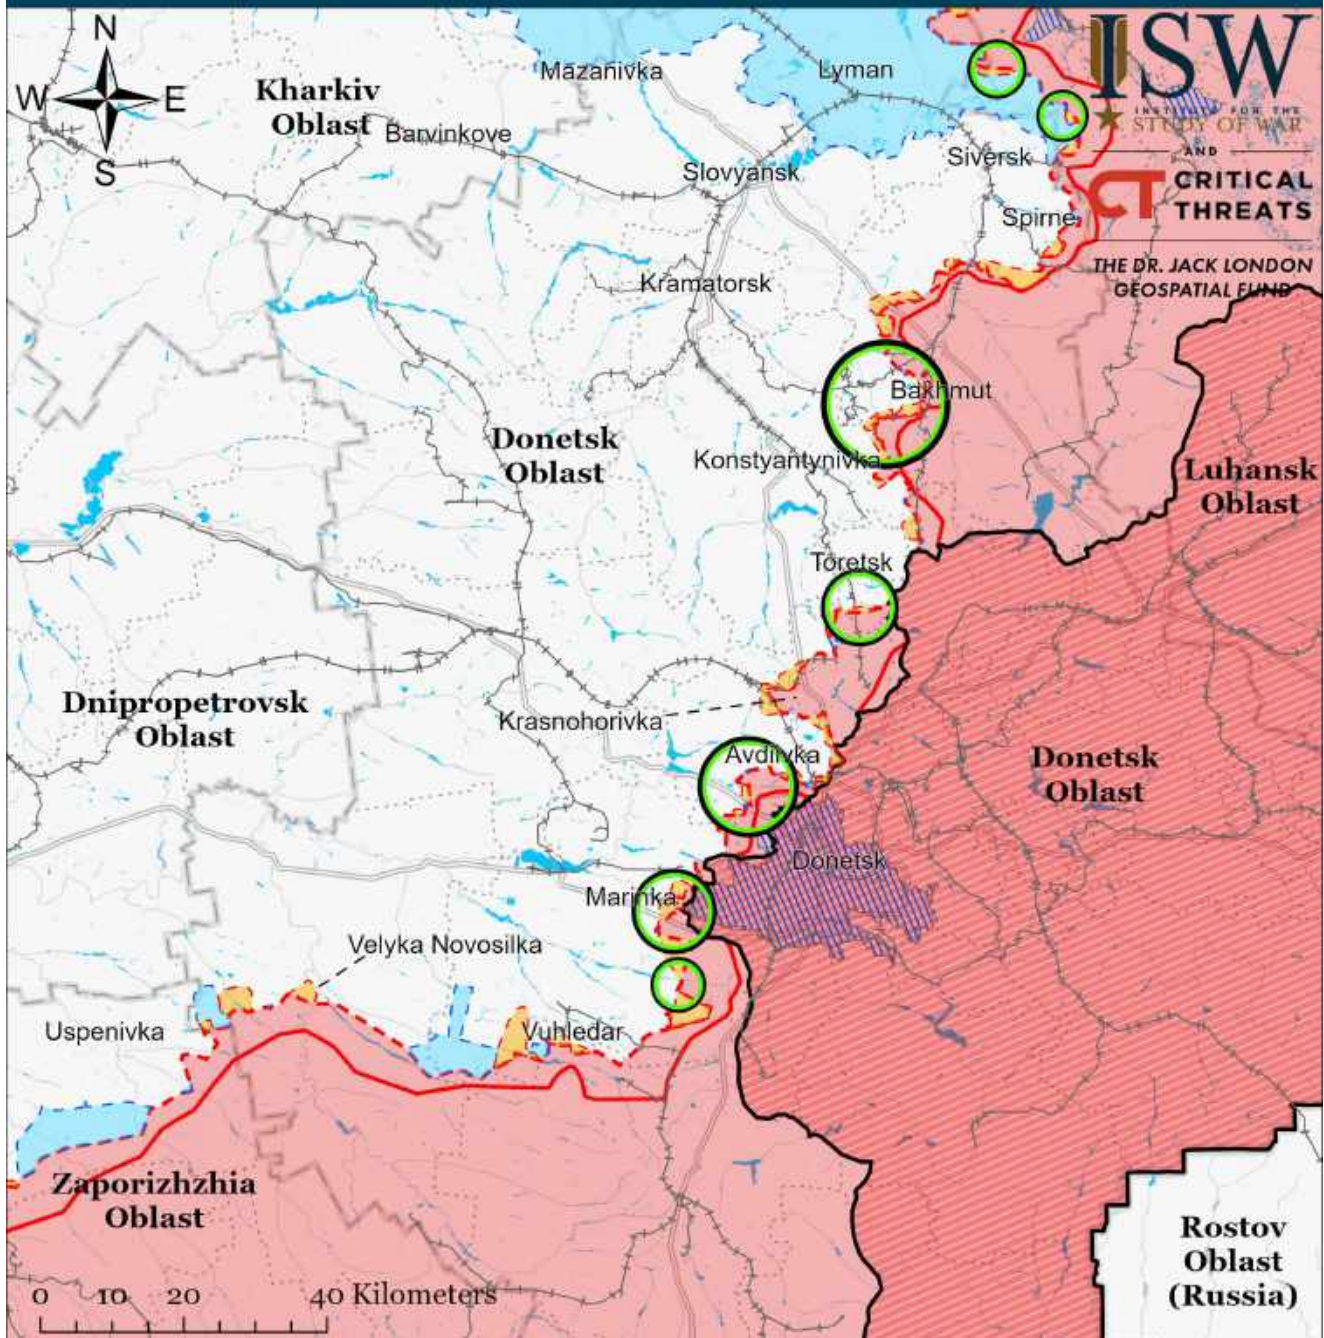 N
W
E
S
ISW
INSTITUTE FOR THE
STUDY OF WAR
AND
CT CRITICAL
THREATS
THE DR. JACK LONDON
GEOSPATIAL FUND
Kharkiv
Oblast
Barvinkove
Mazanivka
Lyman
Slovyansk
Siversk
Spirne
Kramatorsk
Bakhmut
Donetsk
Oblast
Konstyantynivka
Luhansk
Oblast
Toretsk
Dnipropetrovsk
Oblast
Krasnohorivka
Avdiivka
Donetsk
Oblast
Donetsk
Marinka
Velyka Novosilka
Uspenivka
Vuhledar
Zaporizhzhia
Oblast
Rostov
Oblast
(Russia)
0 10 20 40 Kilometers